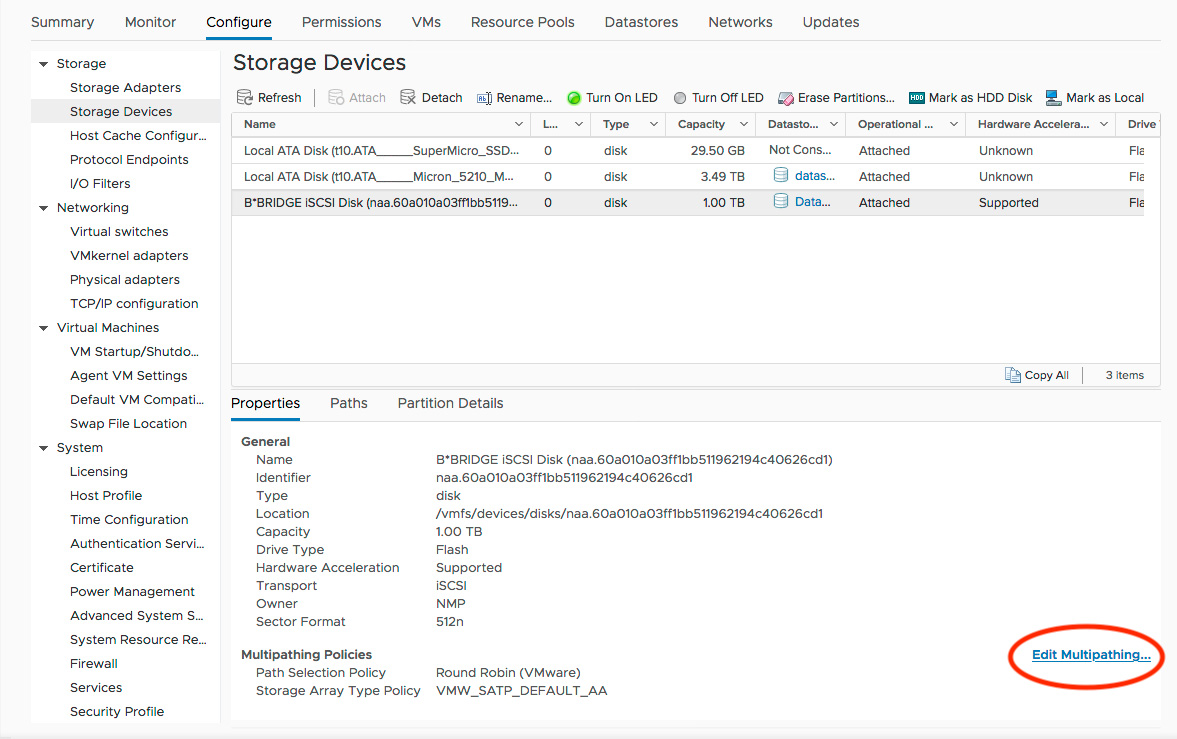 Summary Monitor Configure Permissions VMs Resource Pools Datastores Networks Updates
Storage
Storage Adapters
Storage Devices
Host Cache Configur...
Protocol Endpoints
I/O Filters
Networking
Virtual switches
VMkernel adapters
Physical adapters
TCP/IP configuration
Virtual Machines
VM Startup/Shutdo...
Agent VM Settings
Default VM Compati...
Swap File Location
System
Licensing
Host Profile
Time Configuration
Authentication Servi...
Certificate
Power Management
Advanced System S...
System Resource Re...
Firewall
Services
Security Profile
Storage Devices
Refresh Attach Detach Rename... Turn On LED Turn Off LED Erase Partitions... HDD Mark as HDD Disk Mark as Local
Name L... Type Capacity Datasto... Operational ... Hardware Accelera... Drive
Local ATA Disk (t10.ATA_____SuperMicro_SSD... 0 disk 29.50 GB Not Cons... Attached Unknown Fla
Local ATA Disk (t10.ATA_____Micron_5210_M... 0 disk 3.49 TB datas... Attached Unknown Fla
B*BRIDGE iSCSI Disk (naa.60a010a03ff1bb5119... 0 disk 1.00 TB Data... Attached Supported Fla
Copy All 3 items
Properties Paths Partition Details
General
Name B*BRIDGE iSCSI Disk (naa.60a010a03ff1bb511962194c40626cd1)
Identifier naa.60a010a03ff1bb511962194c40626cd1
Type disk
Location /vmfs/devices/disks/naa.60a010a03ff1bb511962194c40626cd1
Capacity 1.00 TB
Drive Type Flash
Hardware Acceleration Supported
Transport iSCSI
Owner NMP
Sector Format 512n
Multipathing Policies Edit Multipathing...
Path Selection Policy Round Robin (VMware)
Storage Array Type Policy VMW_SATP_DEFAULT_AA